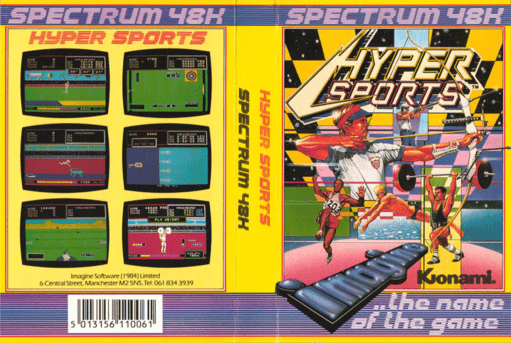 SPECTRUM 48K
HYPER SPORTS
Imagine Software (1984) Limited
6 Central Street, Manchester M2 5NS. Tel: 061 834 3939
5 013156 110061
HYPER SPORTS
SPECTRUM 48K
SPECTRUM 48K
HYPER
SPORTS
TM
imagine
Konami
...the name
of the game